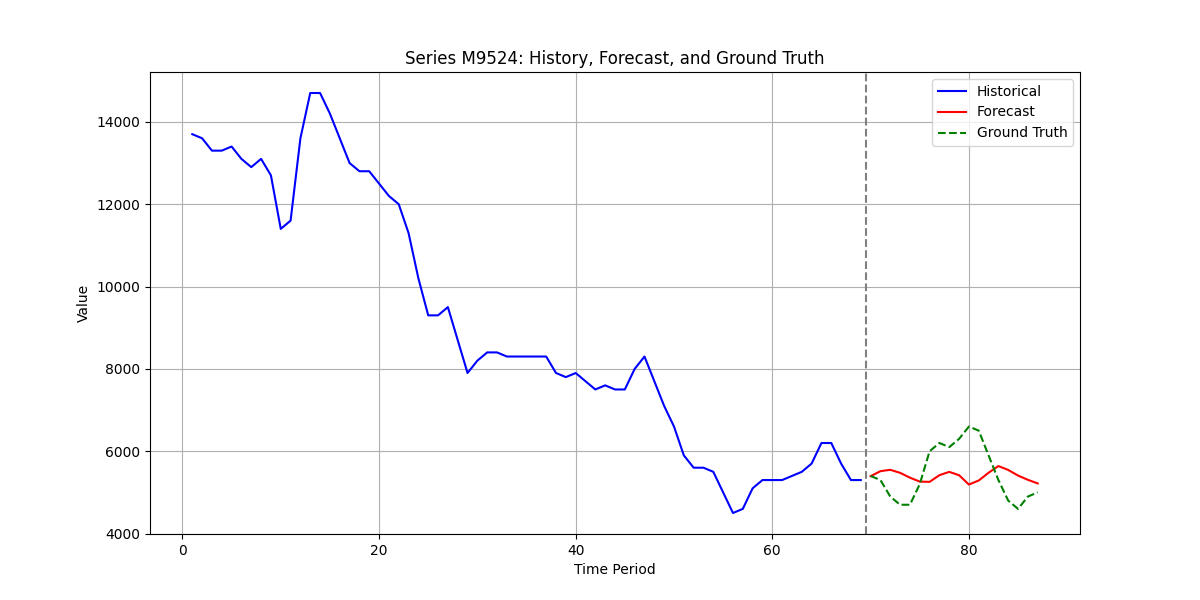 Series M9524: History, Forecast, and Ground Truth
Historical
Forecast
Ground Truth
14000
12000
10000
8000
6000
4000
Value
0 20 40 60 80
Time Period